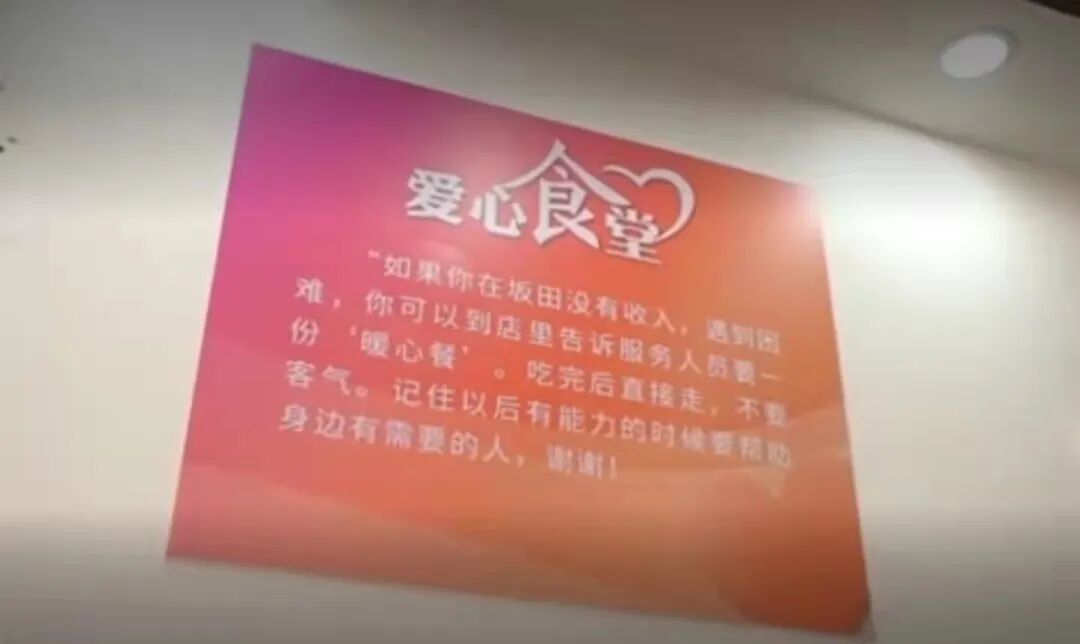 爱心食堂
"如果你在坂田没有收入，遇到困
难，你可以到店里告诉服务人员要一
份‘暖心餐’。吃完后直接走，不要
客气。记住以后有能力的时候要帮助
身边有需要的人，谢谢！